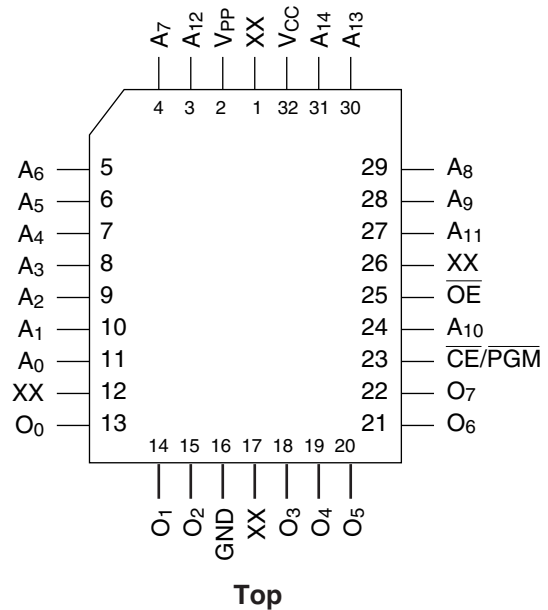 A7 A12 VPP XX VCC A14 A13
4 3 2 1 32 31 30
A6 5 29 A8
A5 6 28 A9
A4 7 27 A11
A3 8 26 XX
A2 9 25 OE
A1 10 24 A10
A0 11 23 CE/PGM
XX 12 22 O7
O0 13 21 O6
14 15 16 17 18 19 20
O1 O2 GND XX O3 O4 O5
Top